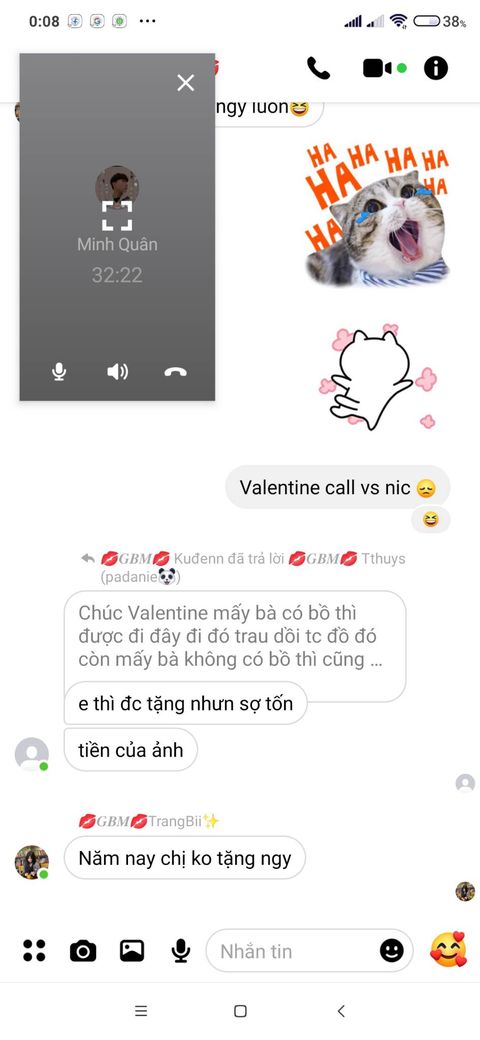 0:08
38%
ngy luôn😆
Minh Quân
32:22
HA HA HA HA HA HA HA
Valentine call vs nic 😞
💋GBM💋 Kuđenn đã trả lời 💋GBM💋 Tthuys
(padanie🐼)
Chúc Valentine mấy bà có bồ thì
được đi đây đi đó trau dồi tc đồ đó
còn mấy bà không có bồ thì cũng ...
e thì đc tặng nhưn sợ tốn
tiền của ảnh
💋GBM💋TrangBii✨
Năm nay chị ko tặng ngy
Nhắn tin